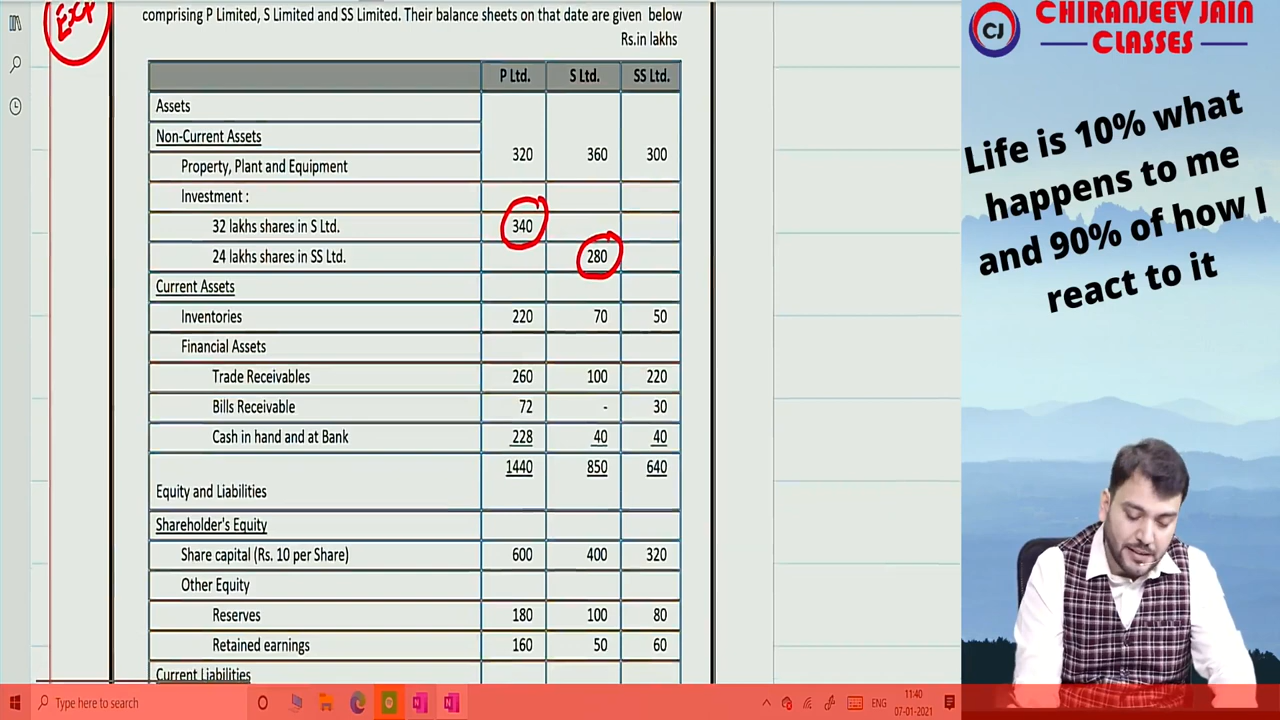 comprising P Limited, S Limited and SS Limited. Their balance sheets on that date are given below
Rs.in lakhs
P Ltd. S Ltd. SS Ltd.
Assets
Non-Current Assets
Property, Plant and Equipment 320 360 300
Investment :
32 lakhs shares in S Ltd. 340
24 lakhs shares in SS Ltd. 280
Current Assets
Inventories 220 70 50
Financial Assets
Trade Receivables 260 100 220
Bills Receivable 72 - 30
Cash in hand and at Bank 228 40 40
1440 850 640
Equity and Liabilities
Shareholder's Equity
Share capital (Rs. 10 per Share) 600 400 320
Other Equity
Reserves 180 100 80
Retained earnings 160 50 60
Current Liabilities
CJ
CHIRANJEEV JAIN
CLASSES
Life is 10% what
happens to me
and 90% of how I
react to it
Type here to search
ENG
11:40
07-01-2021